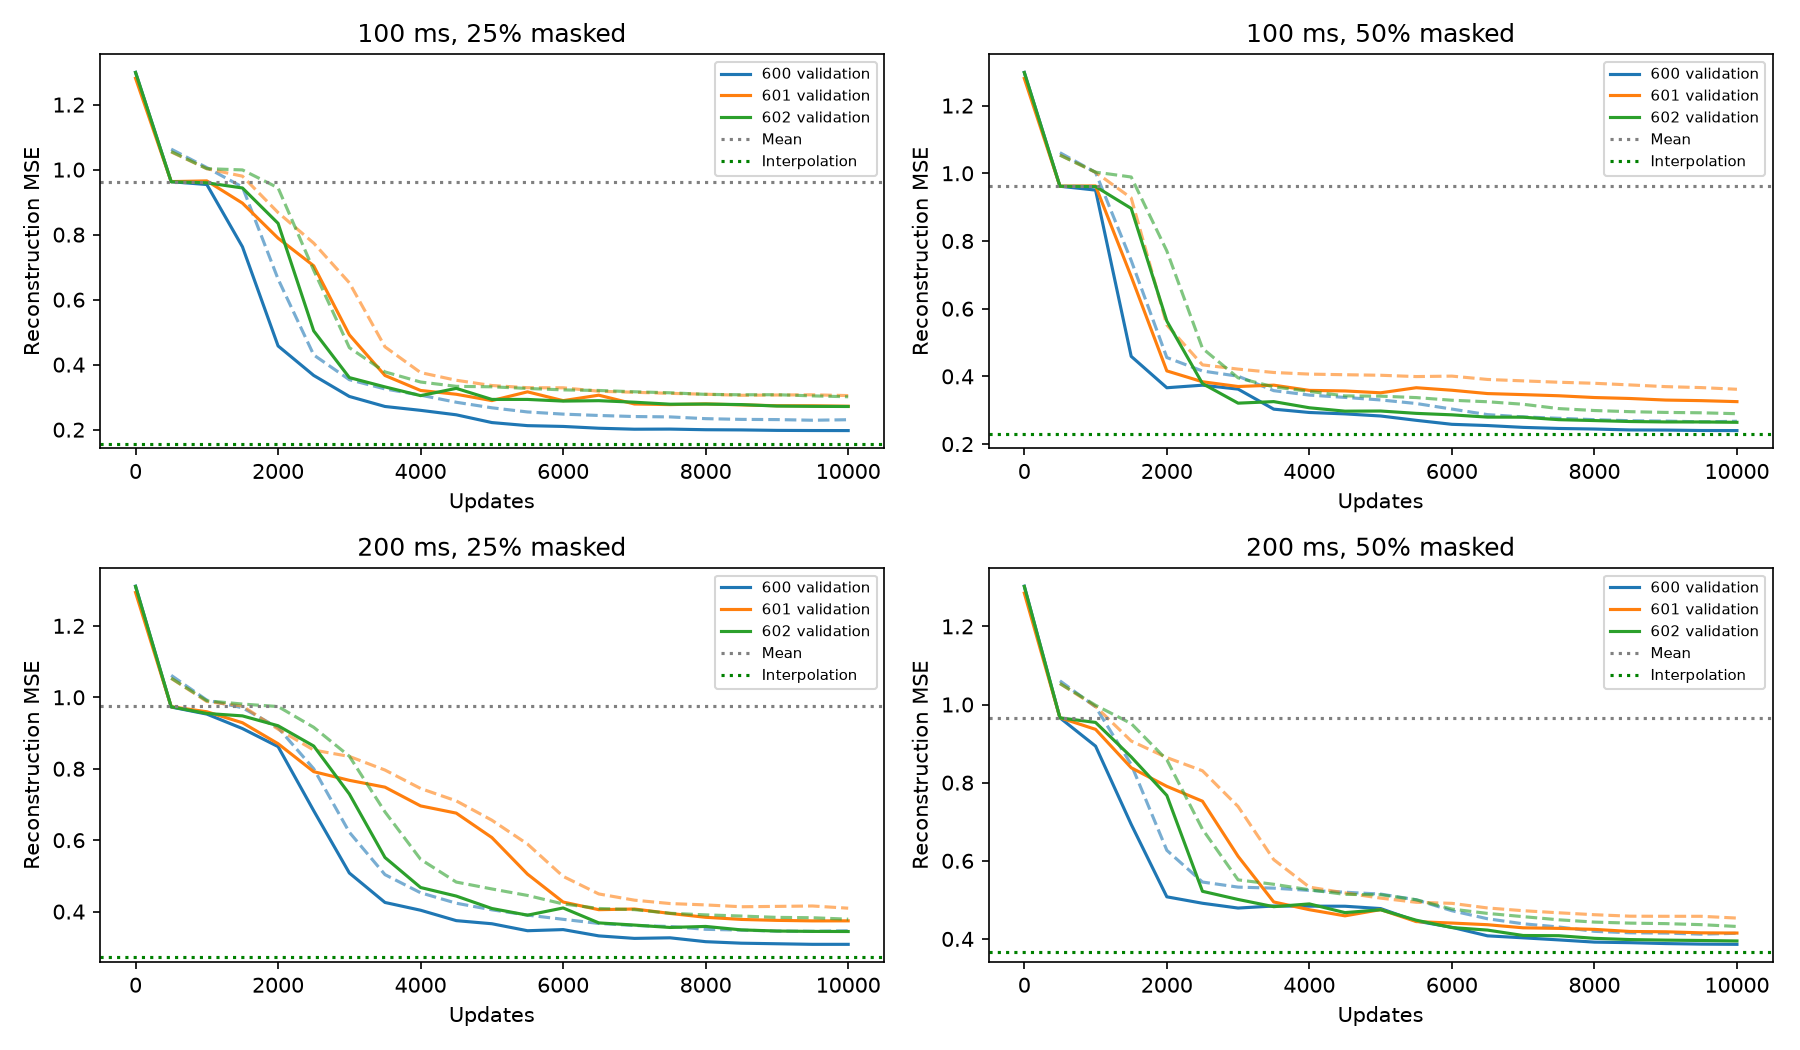 100 ms, 25% masked
Reconstruction MSE
1.2
1.0
0.8
0.6
0.4
0.2
0
2000
4000
6000
8000
10000
Updates
600 validation
601 validation
602 validation
Mean
Interpolation
100 ms, 50% masked
Reconstruction MSE
1.2
1.0
0.8
0.6
0.4
0.2
0
2000
4000
6000
8000
10000
Updates
600 validation
601 validation
602 validation
Mean
Interpolation
200 ms, 25% masked
Reconstruction MSE
1.2
1.0
0.8
0.6
0.4
0
2000
4000
6000
8000
10000
Updates
600 validation
601 validation
602 validation
Mean
Interpolation
200 ms, 50% masked
Reconstruction MSE
1.2
1.0
0.8
0.6
0.4
0
2000
4000
6000
8000
10000
Updates
600 validation
601 validation
602 validation
Mean
Interpolation